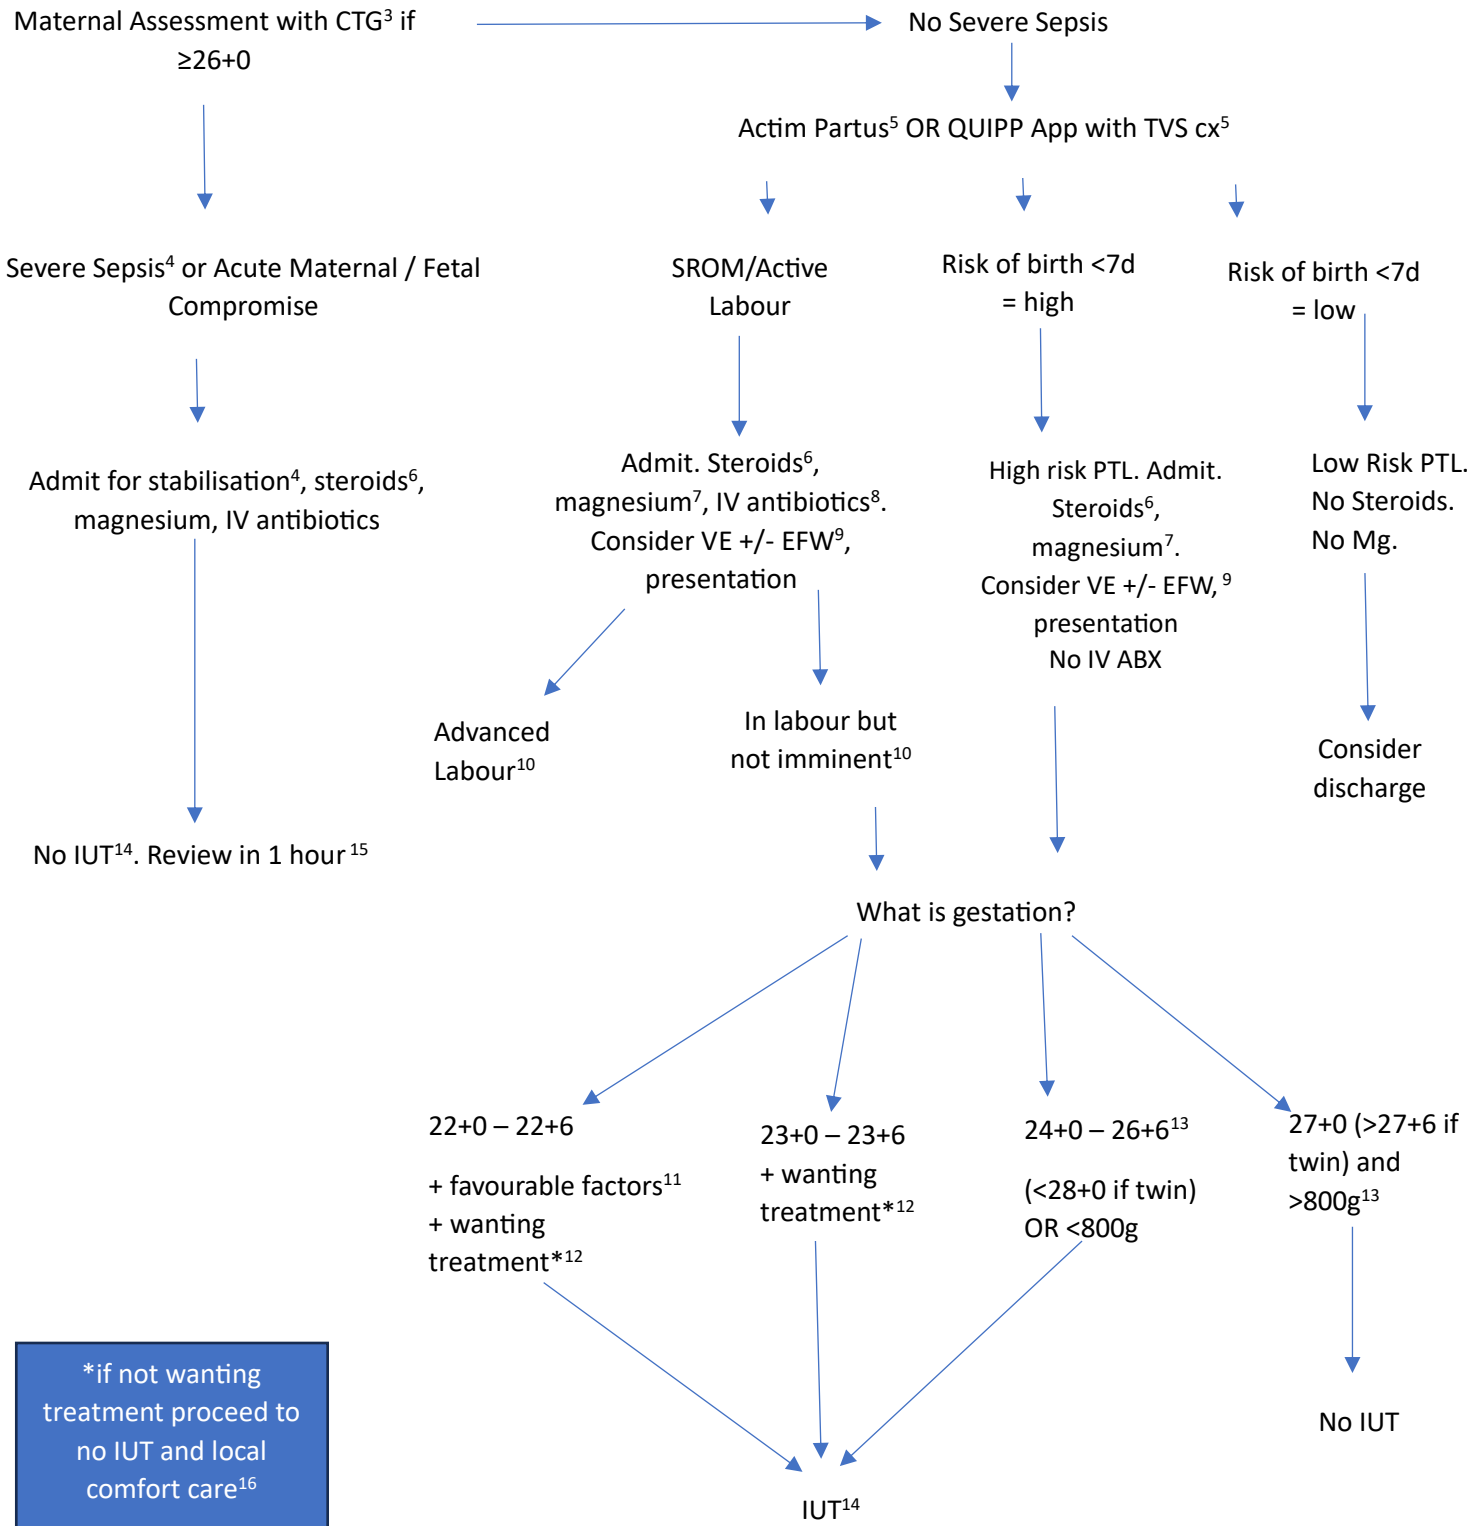 Maternal Assessment with CTG³ if
≥26+0
No Severe Sepsis
Actim Partus⁵ OR QUIPP App with TVS cx⁵
Severe Sepsis⁴ or Acute Maternal / Fetal
Compromise
SROM/Active
Labour
Risk of birth <7d
= high
Risk of birth <7d
= low
Admit for stabilisation⁴, steroids⁶,
magnesium, IV antibiotics
Admit. Steroids⁶,
magnesium⁷, IV antibiotics⁸.
Consider VE +/- EFW⁹,
presentation
High risk PTL. Admit.
Steroids⁶,
magnesium⁷.
Consider VE +/- EFW, ⁹
presentation
No IV ABX
Low Risk PTL.
No Steroids.
No Mg.
Advanced
Labour¹⁰
In labour but
not imminent¹⁰
Consider
discharge
No IUT¹⁴. Review in 1 hour ¹⁵
What is gestation?
22+0 – 22+6
+ favourable factors¹¹
+ wanting
treatment*¹²
23+0 – 23+6
+ wanting
treatment*¹²
24+0 – 26+6¹³
(<28+0 if twin)
OR <800g
27+0 (>27+6 if
twin) and
>800g¹³
*if not wanting
treatment proceed to
no IUT and local
comfort care¹⁶
No IUT
IUT¹⁴